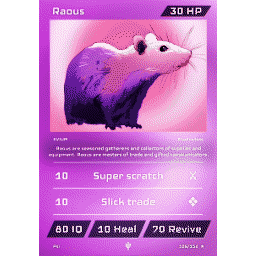 Raous
30 HP
Raous are seasoned gatherers and collectors of supplies and
equipment. Raous are masters of trade and gifted
10 Super scratch X
10 Slick trade ❖
80 IQ 10 Heal 70 Revive